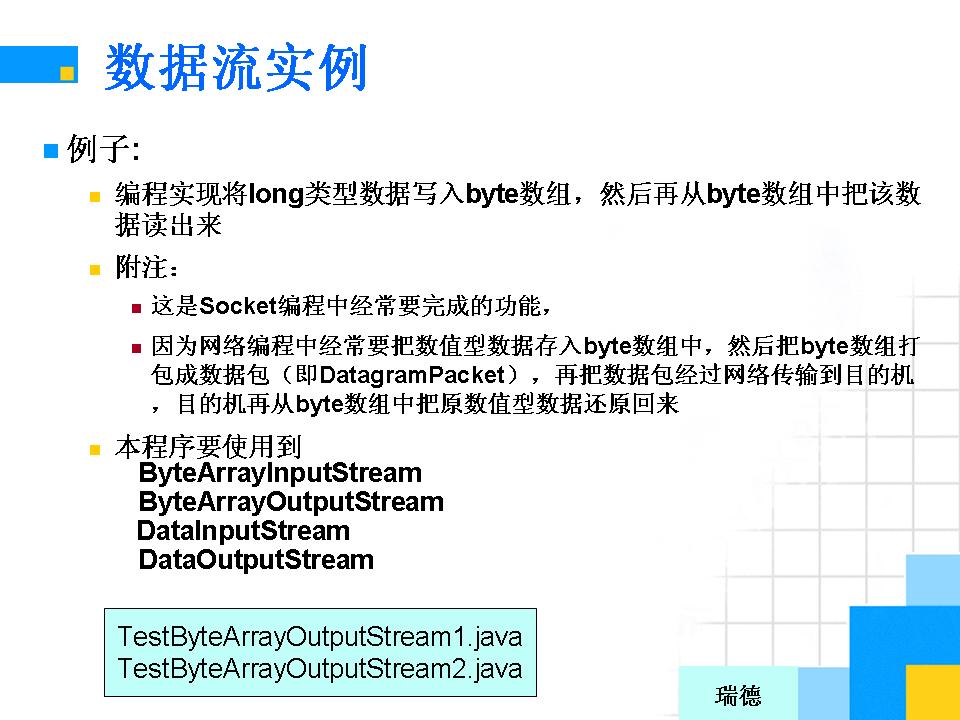 数据流实例
例子:
编程实现将long类型数据写入byte数组，然后再从byte数组中把该数
据读出来
附注：
这是Socket编程中经常要完成的功能，
因为网络编程中经常要把数值型数据存入byte数组中，然后把byte数组打
包成数据包（即DatagramPacket），再把数据包经过网络传输到目的机
，目的机再从byte数组中把原数值型数据还原回来
本程序要使用到
ByteArrayInputStream
ByteArrayOutputStream
DataInputStream
DataOutputStream
TestByteArrayOutputStream1.java
TestByteArrayOutputStream2.java
瑞德